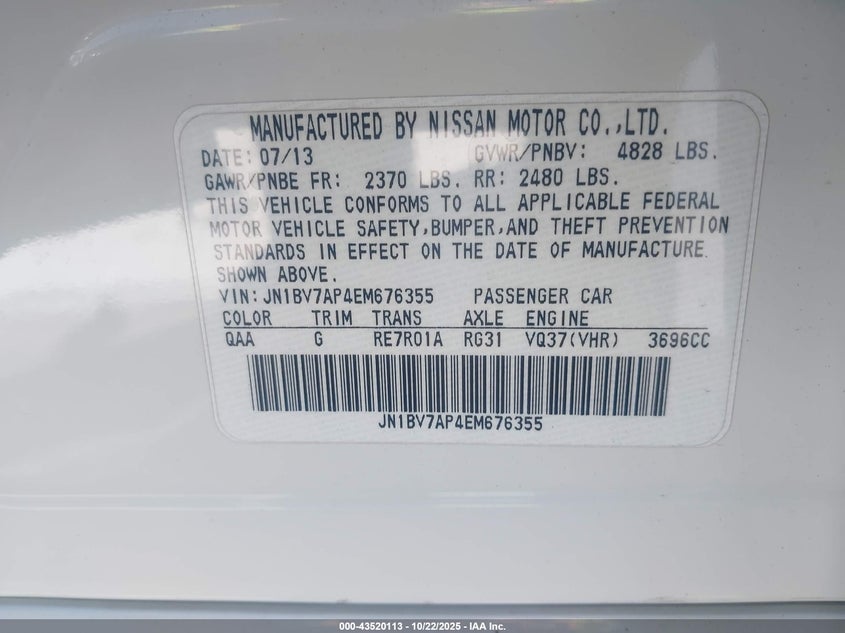 MANUFACTURED BY NISSAN MOTOR CO.,LTD.
DATE: 07/13 GVWR/PNBV: 4828 LBS.
GAWR/PNBE FR: 2370 LBS. RR: 2480 LBS.
THIS VEHICLE CONFORMS TO ALL APPLICABLE FEDERAL
MOTOR VEHICLE SAFETY,BUMPER,AND THEFT PREVENTION
STANDARDS IN EFFECT ON THE DATE OF MANUFACTURE
SHOWN ABOVE.
VIN: JN1BV7AP4EM676355 PASSENGER CAR
COLOR TRIM TRANS AXLE ENGINE
QAA G RE7R01A RG31 VQ37(VHR) 3696CC
JN1BV7AP4EM676355
000-43520113 - 10/22/2025 - IAA Inc.